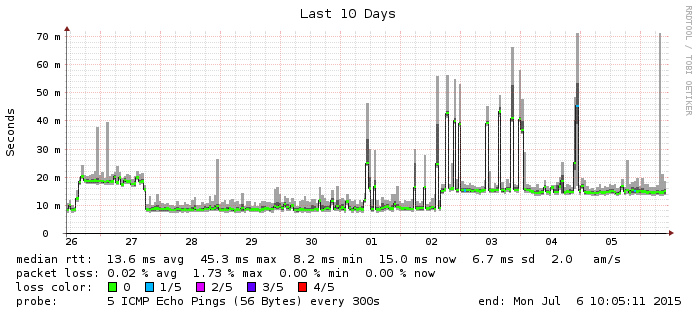 Last 10 Days
RRDTOOL / TOBI OETIKER
Seconds
70 m
60 m
50 m
40 m
30 m
20 m
10 m
0
26 27 28 29 30 01 02 03 04 05
median rtt: 13.6 ms avg 45.3 ms max 8.2 ms min 15.0 ms now 6.7 ms sd 2.0 am/s
packet loss: 0.02 % avg 1.73 % max 0.00 % min 0.00 % now
loss color: 0 1/5 2/5 3/5 4/5
probe: 5 ICMP Echo Pings (56 Bytes) every 300s end: Mon Jul 6 10:05:11 2015